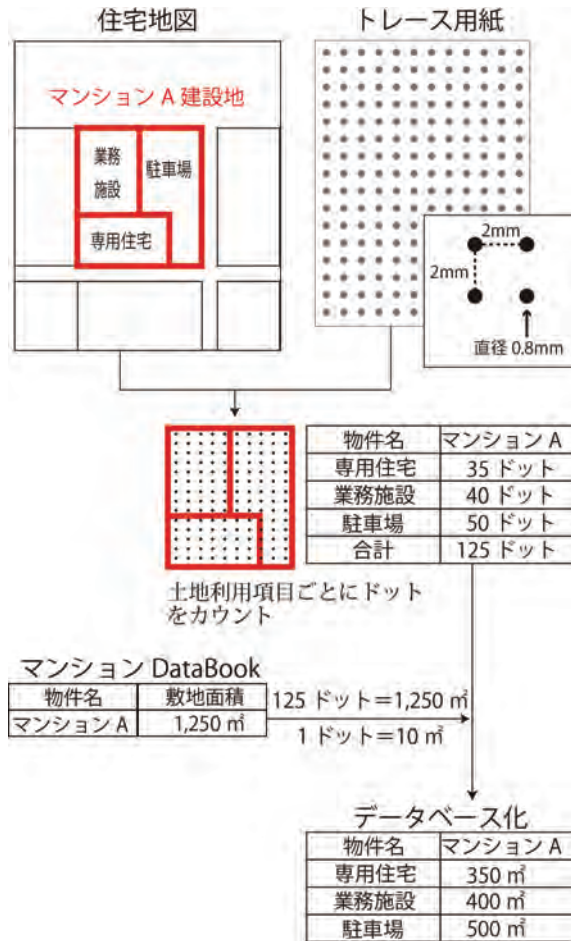 住宅地図
トレース用紙
マンション A 建設地
業務
施設
駐車場
専用住宅
2mm
2mm
直径 0.8mm
物件名 マンション A
専用住宅 35 ドット
業務施設 40 ドット
駐車場 50 ドット
合計 125 ドット
土地利用項目ごとにドット
をカウント
マンション DataBook
物件名 敷地面積
マンション A 1,250 ㎡
125 ドット＝1,250 ㎡
1 ドット＝10 ㎡
データベース化
物件名 マンション A
専用住宅 350 ㎡
業務施設 400 ㎡
駐車場 500 ㎡